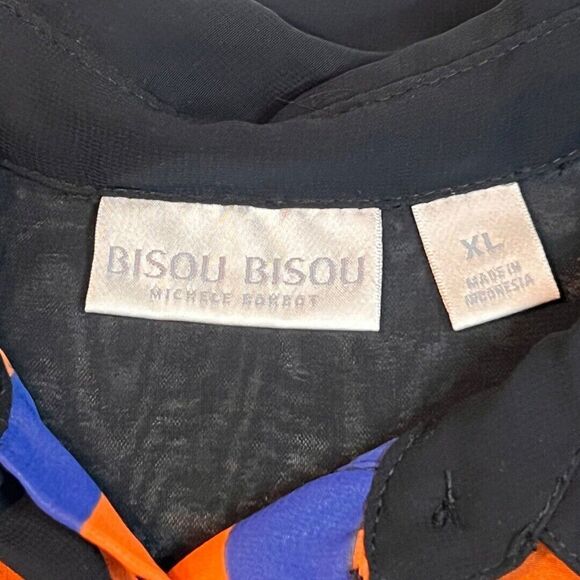 BISOU BISOU
MICHELE BOHBOT
XL
MADE IN
INDONESIA